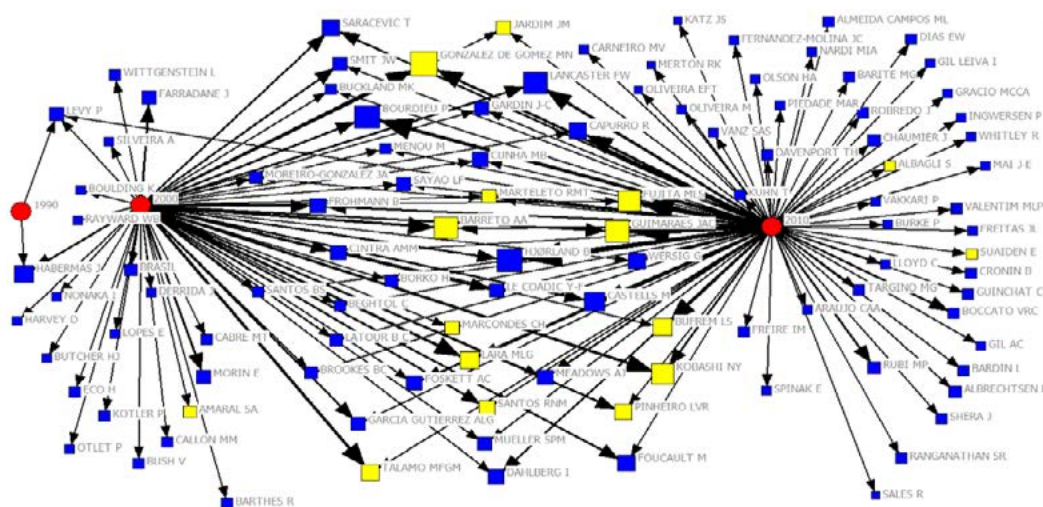 SARACEVIC T
JARDIM JM
KATZ JS
ALMEIDA CAMPOS ML
GONZALEZ DE GOMEZ MN
CARNEIRO MV
FERNANDEZ-MOLINA JC
NARDI MIA
DIAS EW
SMIT JW
MERTON RK
GIL LEIVA I
WITTGENSTEIN L
BUCKLAND MK
LANCASTER FW
OLIVEIRA EFT
OLSON HA
BARITE MG
FARRADANE J
GARDIN J-C
OLIVEIRA M
PIEDADE MAR
GRACIO MCCA
LEVY P
BOURDIEU P
CAPURRO R
VANZ SAS
ROBREDO J
INGWERSEN P
SILVEIRA A
MENOU M
CUNHA MB
DAVENPORT TH
CHAUMIER J
WHITLEY R
ALBAGLI S
MAI J-E
MOREIRO-GONZALEZ JA
SAYAO LF
BOULDING K
MARTELETO RMT
FUJITA MLS
KUHN T
VAKKARI P
1990
2000
FROHMANN B
VALENTIM MLP
RAYWARD WB
BARRETO AA
GUIMARAES JAC
2010
BURKE P
FREITAS JL
CINTRA AMM
HJØRLAND B
WERSIG G
SUAIDEN E
HABERMAS J
BRASIL
BORKO H
LLOYD C
CRONIN B
NONAKA I
DERRIDA J
SANTOS BS
LE COADIC Y-F
TARGINO MG
GUINCHAT C
BEGHTOL C
CASTELLS M
ARAUJO CAA
BOCCATO VRC
HARVEY D
LOPES E
CABRE MT
LATOUR B C
MARCONDES CH
BUFREM LS
FREIRE IM
GIL AC
BUTCHER HJ
LARA MLG
RUBI MP
BARDIN L
MORIN E
BROOKES BC
FOSKETT AC
MEADOWS AJ
KOBASHI NY
SPINAK E
ALBRECHTSEN H
ECO H
KOTLER P
AMARAL SA
SANTOS RNM
PINHEIRO LVR
SHERA J
GARCIA GUTIERREZ ALG
OTLET P
CALLON MM
MUELLER SPM
RANGANATHAN SR
BUSH V
TALAMO MFGM
DAHLBERG I
FOUCAULT M
BARTHES R
SALES R